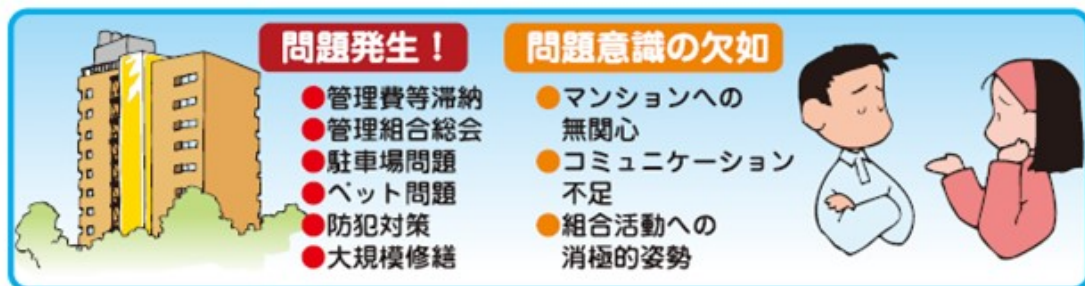 問題発生！
●管理費等滞納
●管理組合総会
●駐車場問題
●ペット問題
●防犯対策
●大規模修繕
問題意識の欠如
●マンションへの
無関心
●コミュニケーション
不足
●組合活動への
消極的姿勢